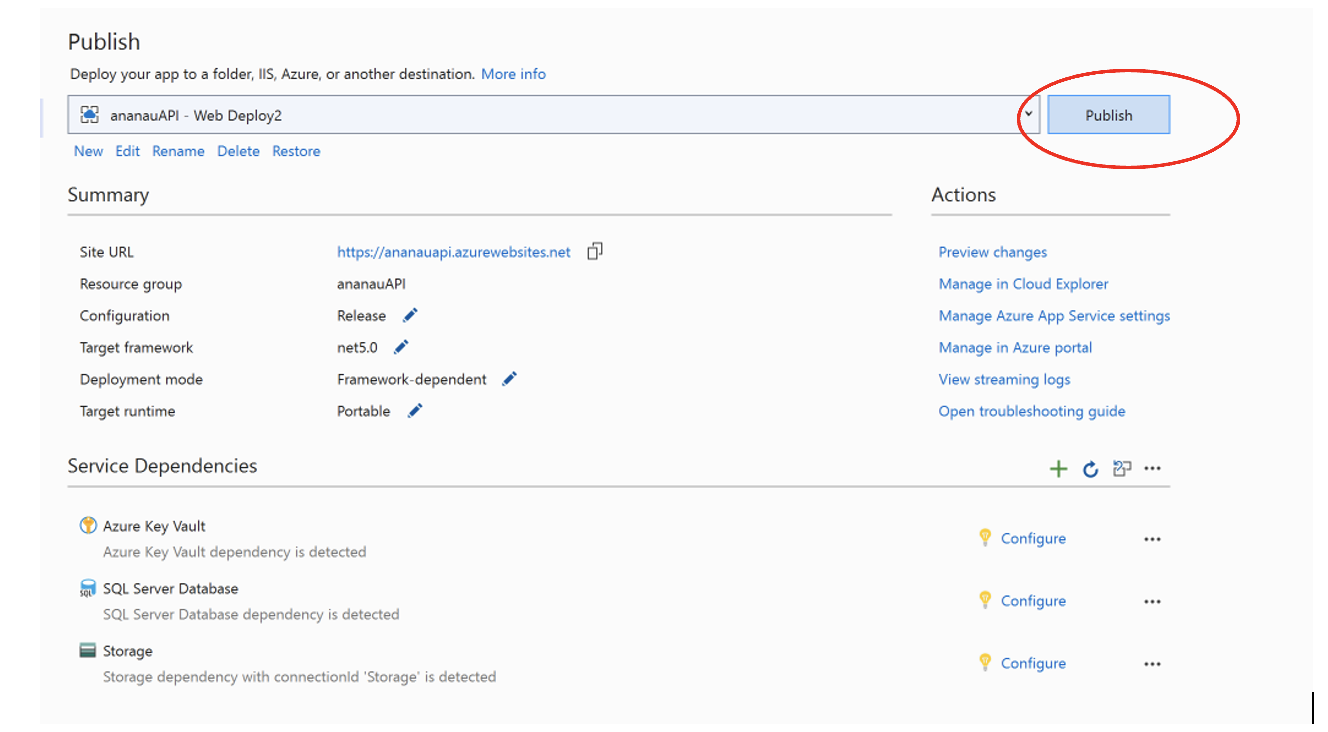 Publish
Deploy your app to a folder, IIS, Azure, or another destination. More info
ananauAPI - Web Deploy2
Publish
New Edit Rename Delete Restore
Summary
Site URL https://ananauapi.azurewebsites.net
Resource group ananauAPI
Configuration Release
Target framework net5.0
Deployment mode Framework-dependent
Target runtime Portable
Actions
Preview changes
Manage in Cloud Explorer
Manage Azure App Service settings
Manage in Azure portal
View streaming logs
Open troubleshooting guide
Service Dependencies
Azure Key Vault
Azure Key Vault dependency is detected
Configure
SQL
SQL Server Database
SQL Server Database dependency is detected
Configure
Storage
Storage dependency with connectionId 'Storage' is detected
Configure